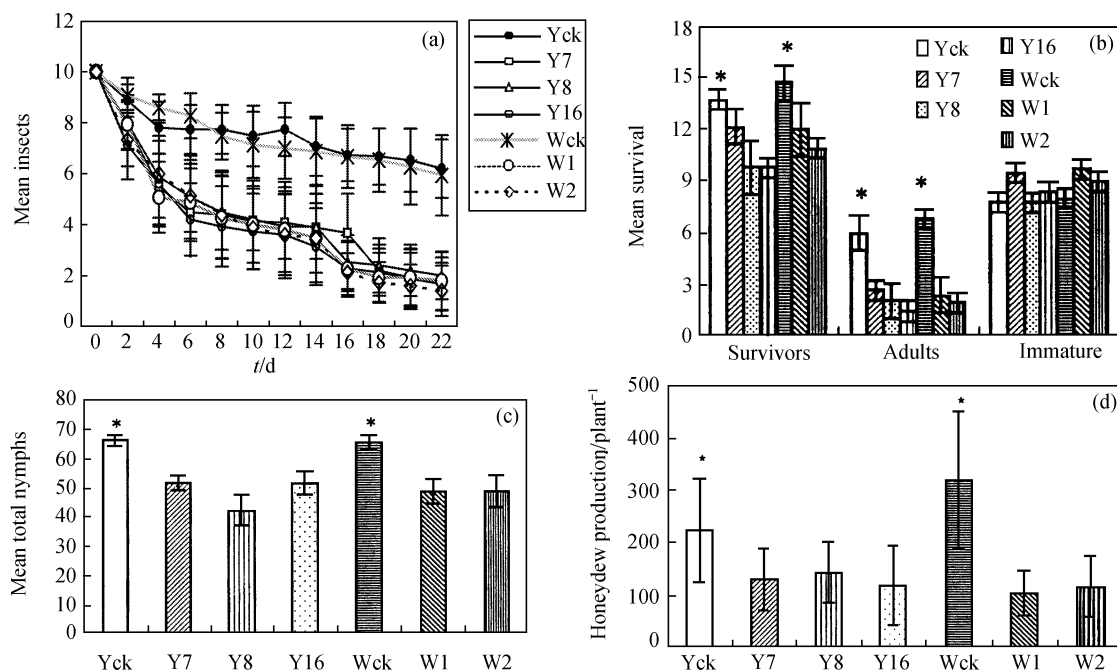 12
10
8
6
4
2
0
Mean insects
(a)
0 2 4 6 8 10 12 14 16 18 20 22
t/d
Yck
Y7
Y8
Y16
Wck
W1
W2
18
15
12
9
6
3
0
Mean survival
(b)
Yck
Y7
Y8
Y16
Wck
W1
W2
* *
* *
Survivors Adults Immature
80
70
60
50
40
30
20
10
0
Mean total nymphs
(c)
* *
Yck Y7 Y8 Y16 Wck W1 W2
500
400
300
200
100
0
Honeydew production/plant⁻¹
(d)
* *
Yck Y7 Y8 Y16 Wck W1 W2